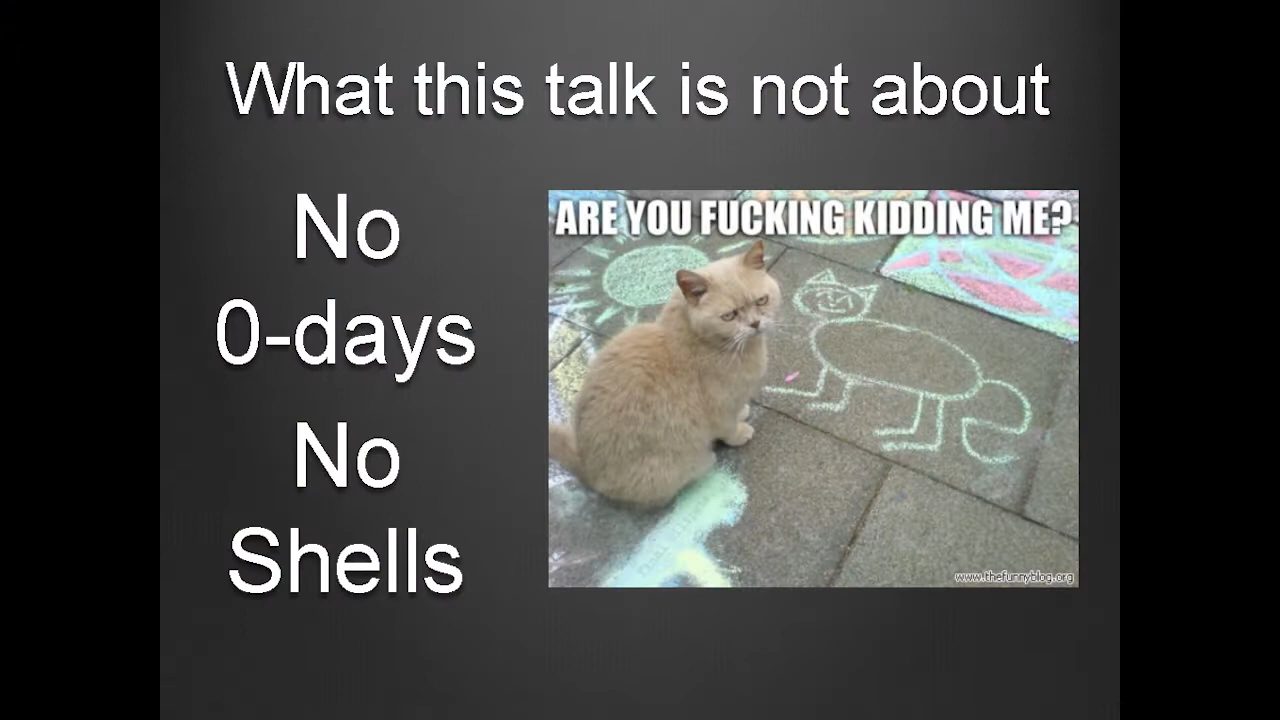 What this talk is not about
No
0-days
No
Shells
ARE YOU FUCKING KIDDING ME?
www.thefunnyblog.org